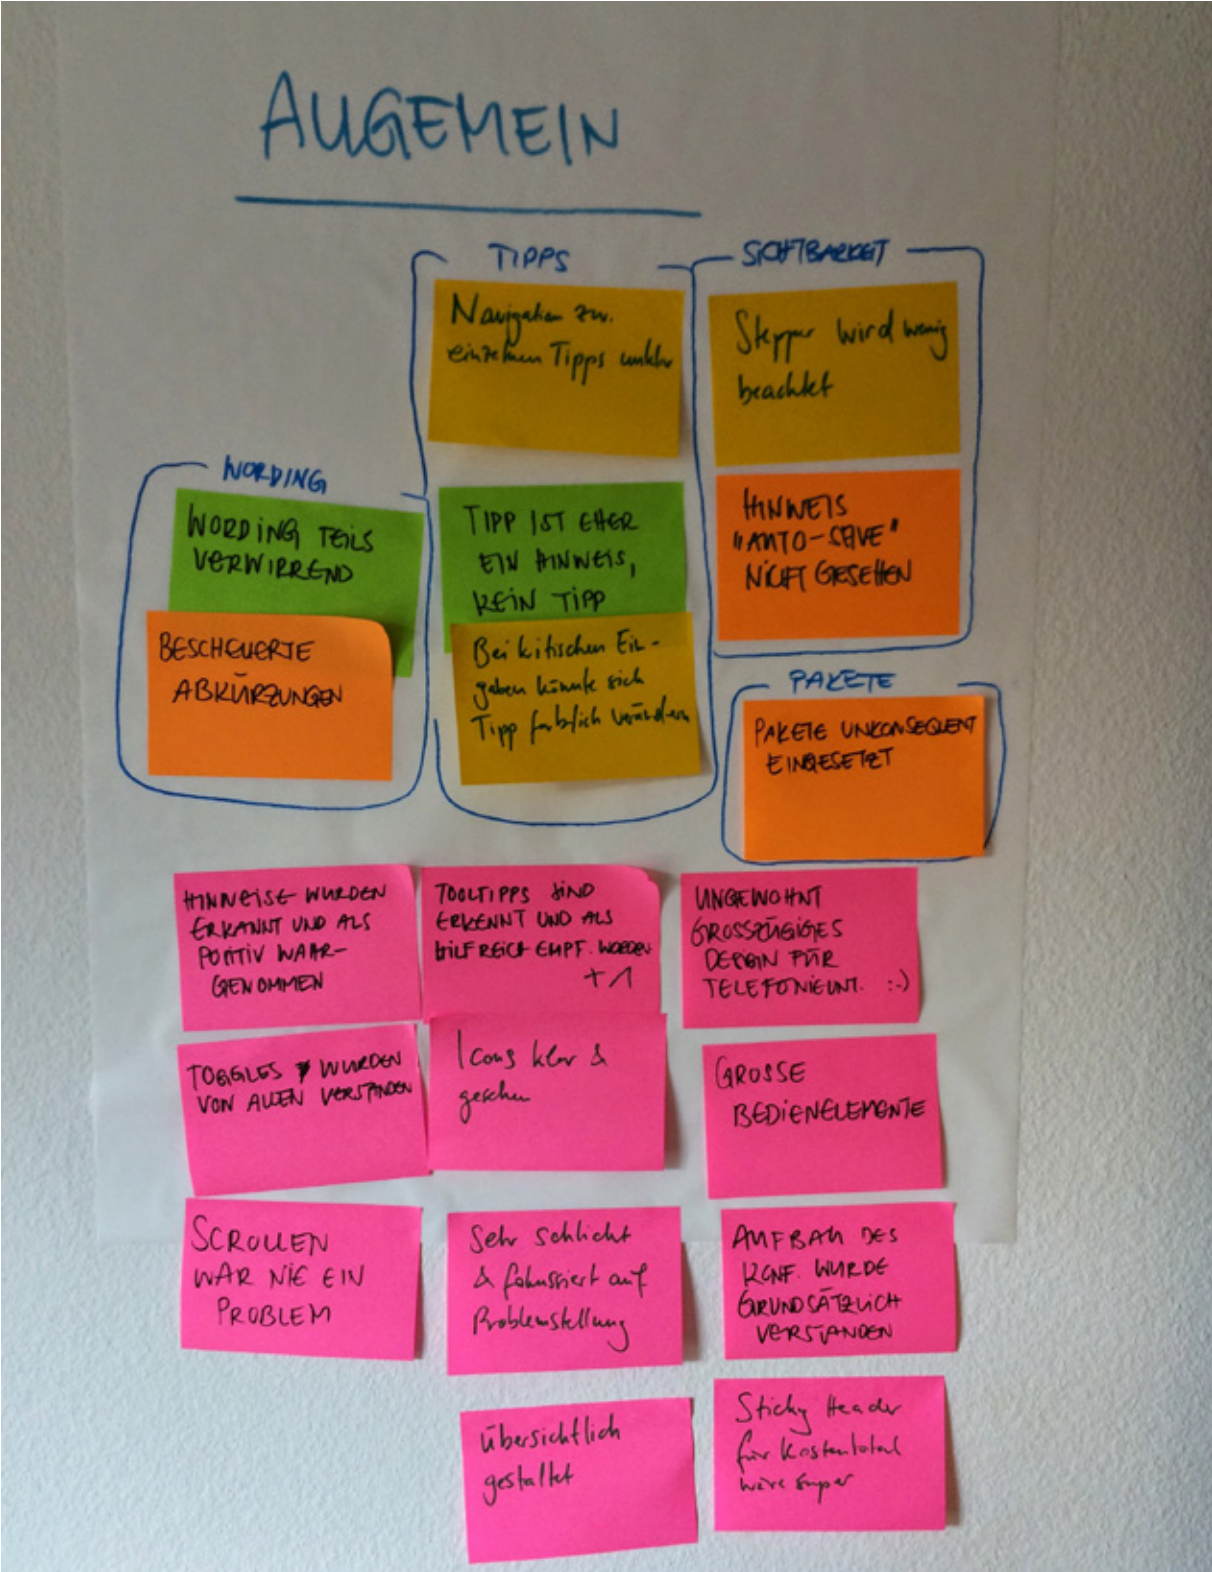 ALLGEMEIN
TIPPS
Navigation zw.
einzelnen Tipps unklar
TIPP IST EHER
EIN HINWEIS,
KEIN TIPP
Bei kritischen Ein-
gaben könnte sich
Tipp farblich verändern
SICHTBARKEIT
Stepper wird wenig
beachtet
HINWEIS
"AUTO-SAVE"
NICHT GESEHEN
WORDING
WORDING TEILS
VERWIRREND
BESCHEUERTE
ABKÜRZUNGEN
PAKETE
PAKETE UNKONSEQUENT
EINGESETZT
HINWEISE WURDEN
ERKANNT UND ALS
POSITIV WAHR-
GENOMMEN
TOOLTIPPS SIND
ERKENNT UND ALS
HILFREICH EMPF. WORDEN
+1
UNGEWOHNT
GROSSZÜGIGES
DESIGN FÜR
TELEFONIEUNT. :-)
TOGGLES WURDEN
VON ALLEN VERSTANDEN
Icons klar &
gesehen
GROSSE
BEDIENELEMENTE
SCROLLEN
WAR NIE EIN
PROBLEM
Sehr schlicht
& fokussiert auf
Problemstellung
AUFBAU DES
KONF. WURDE
GRUNDSÄTZLICH
VERSTANDEN
übersichtlich
gestaltet
Sticky Header
für Kostentotal
wäre super